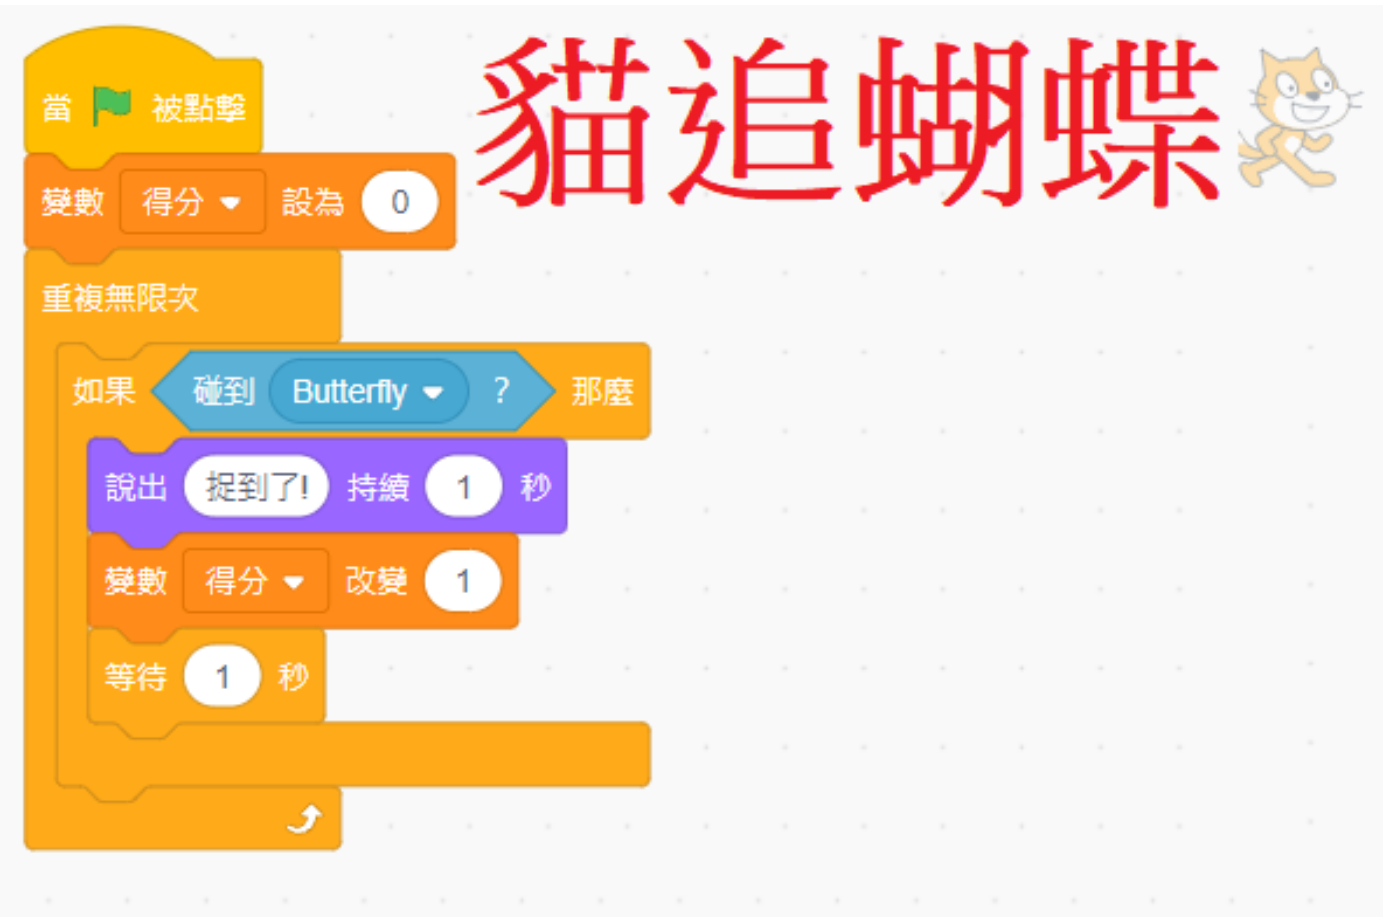 貓追蝴蝶
當 被點擊
變數 得分 設為 0
重複無限次
如果 碰到 Butterfly ? 那麼
說出 捉到了! 持續 1 秒
變數 得分 改變 1
等待 1 秒